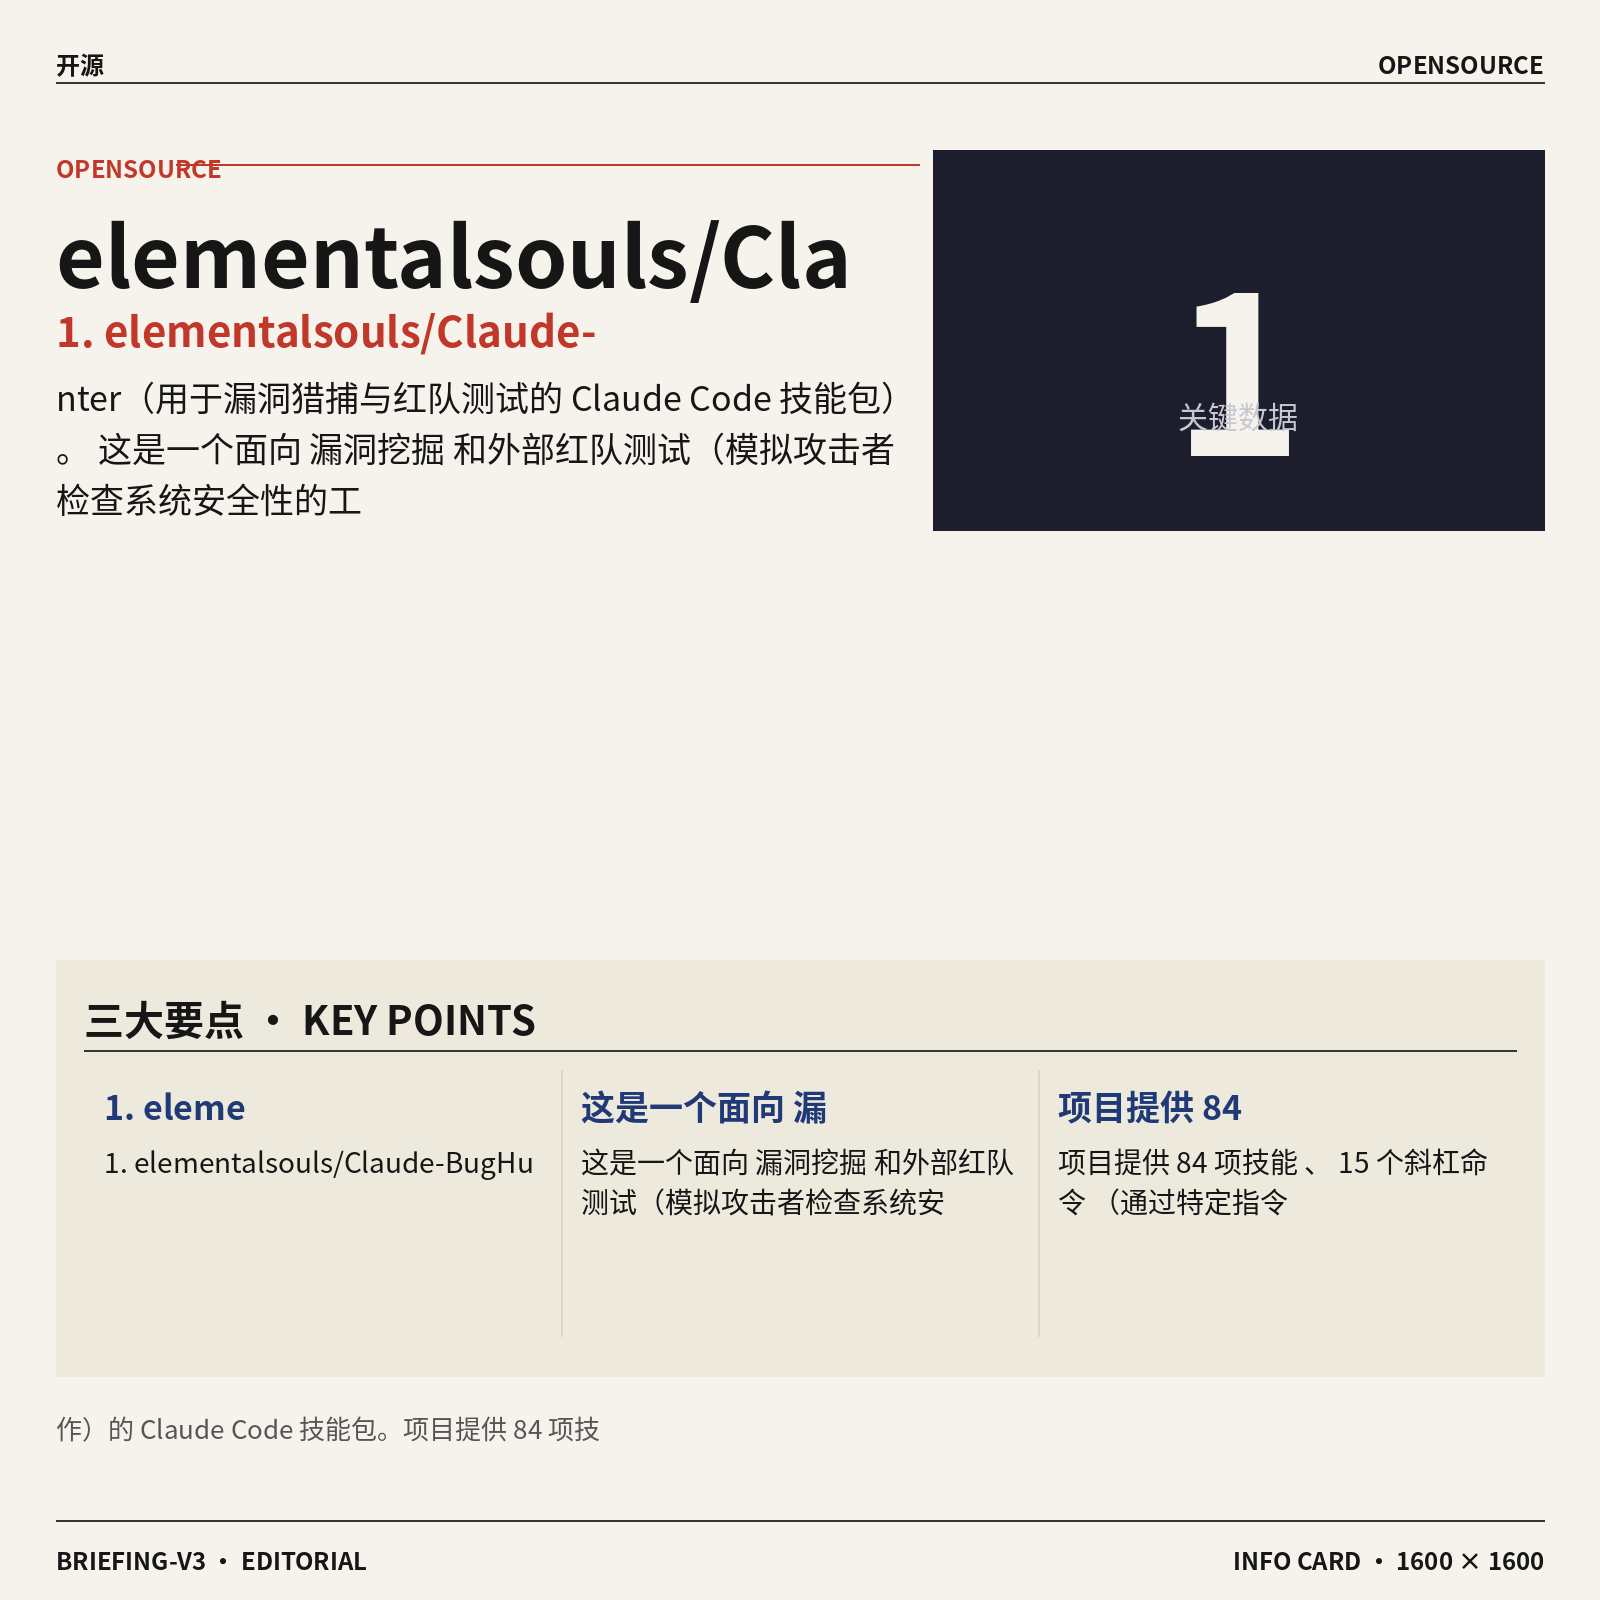 开源
OPENSOURCE
OPENSOURCE
elementalsouls/Cla
1. elementalsouls/Claude-
nter（用于漏洞猎捕与红队测试的 Claude Code 技能包）
。 这是一个面向 漏洞挖掘 和外部红队测试（模拟攻击者
检查系统安全性的工
1
关键数据
三大要点 · KEY POINTS
1. eleme
1. elementalsouls/Claude-BugHu
这是一个面向 漏
这是一个面向 漏洞挖掘 和外部红队
测试（模拟攻击者检查系统安
项目提供 84
项目提供 84 项技能 、 15 个斜杠命
令 （通过特定指令
作）的 Claude Code 技能包。项目提供 84 项技
BRIEFING-V3 · EDITORIAL
INFO CARD · 1600 × 1600